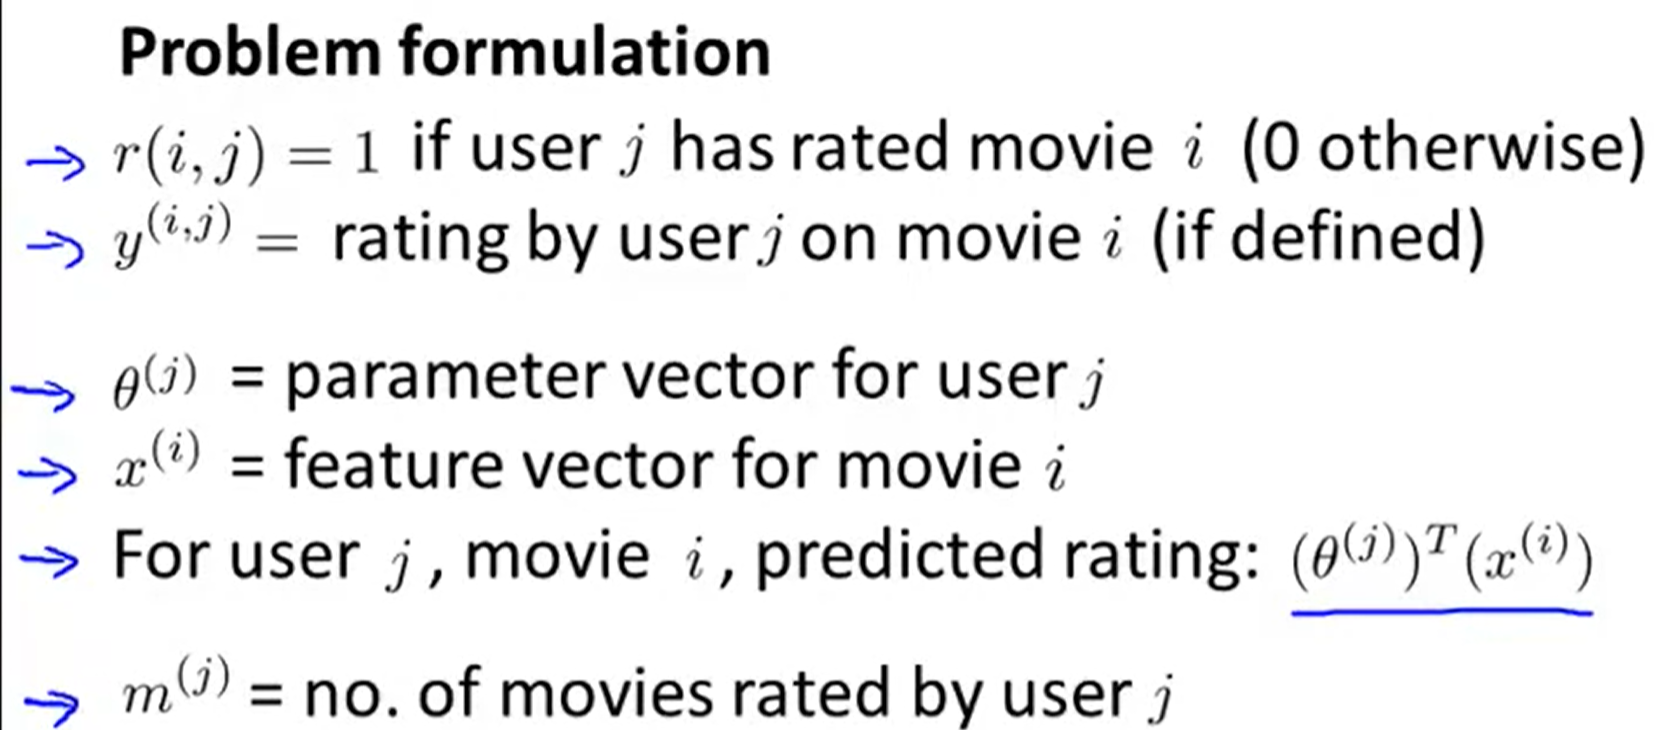 Problem formulation
→ r(i, j) = 1 if user j has rated movie i (0 otherwise)
→ y^(i,j) = rating by user j on movie i (if defined)
→ θ^(j) = parameter vector for user j
→ x^(i) = feature vector for movie i
→ For user j, movie i, predicted rating: (θ^(j))^T(x^(i))
→ m^(j) = no. of movies rated by user j